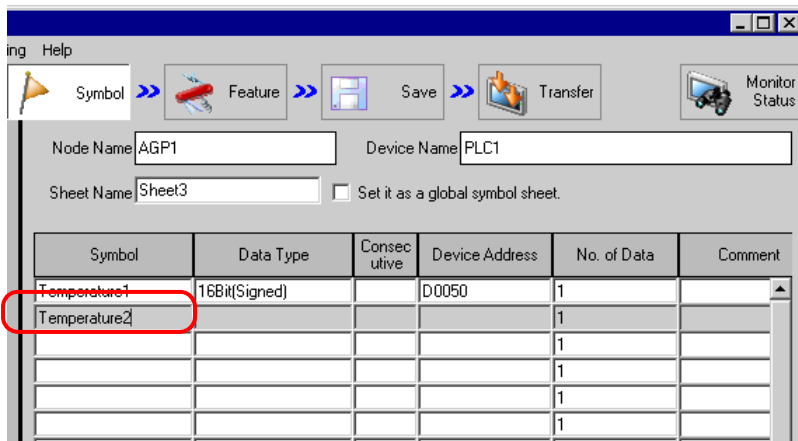 ing Help
Symbol >> Feature >> Save >> Transfer Monitor Status
Node Name AGP1 Device Name PLC1
Sheet Name Sheet3 Set it as a global symbol sheet.
Symbol Data Type Consec utive Device Address No. of Data Comment
Temperature1 16Bit(Signed) D0050 1
Temperature2 1
1
1
1
1